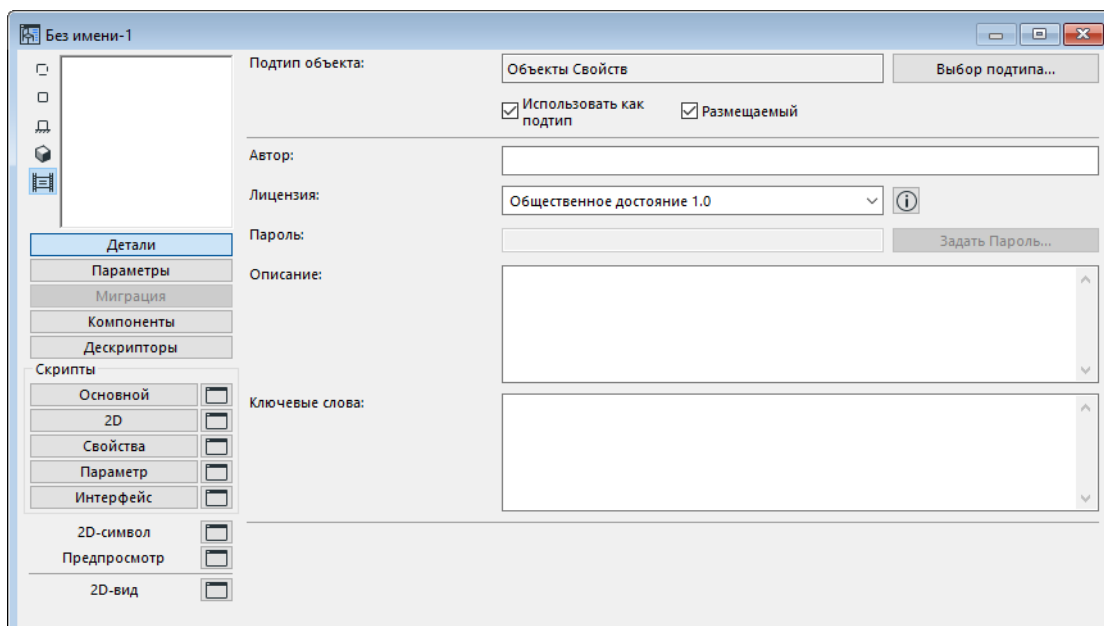 Без имени-1
Подтип объекта:
Объекты Свойств
Выбор подтипа...
Использовать как
подтип
Размещаемый
Автор:
Лицензия:
Общественное достояние 1.0
Пароль:
Задать Пароль...
Описание:
Ключевые слова:
Детали
Параметры
Миграция
Компоненты
Дескрипторы
Скрипты
Основной
2D
Свойства
Параметр
Интерфейс
2D-символ
Предпросмотр
2D-вид